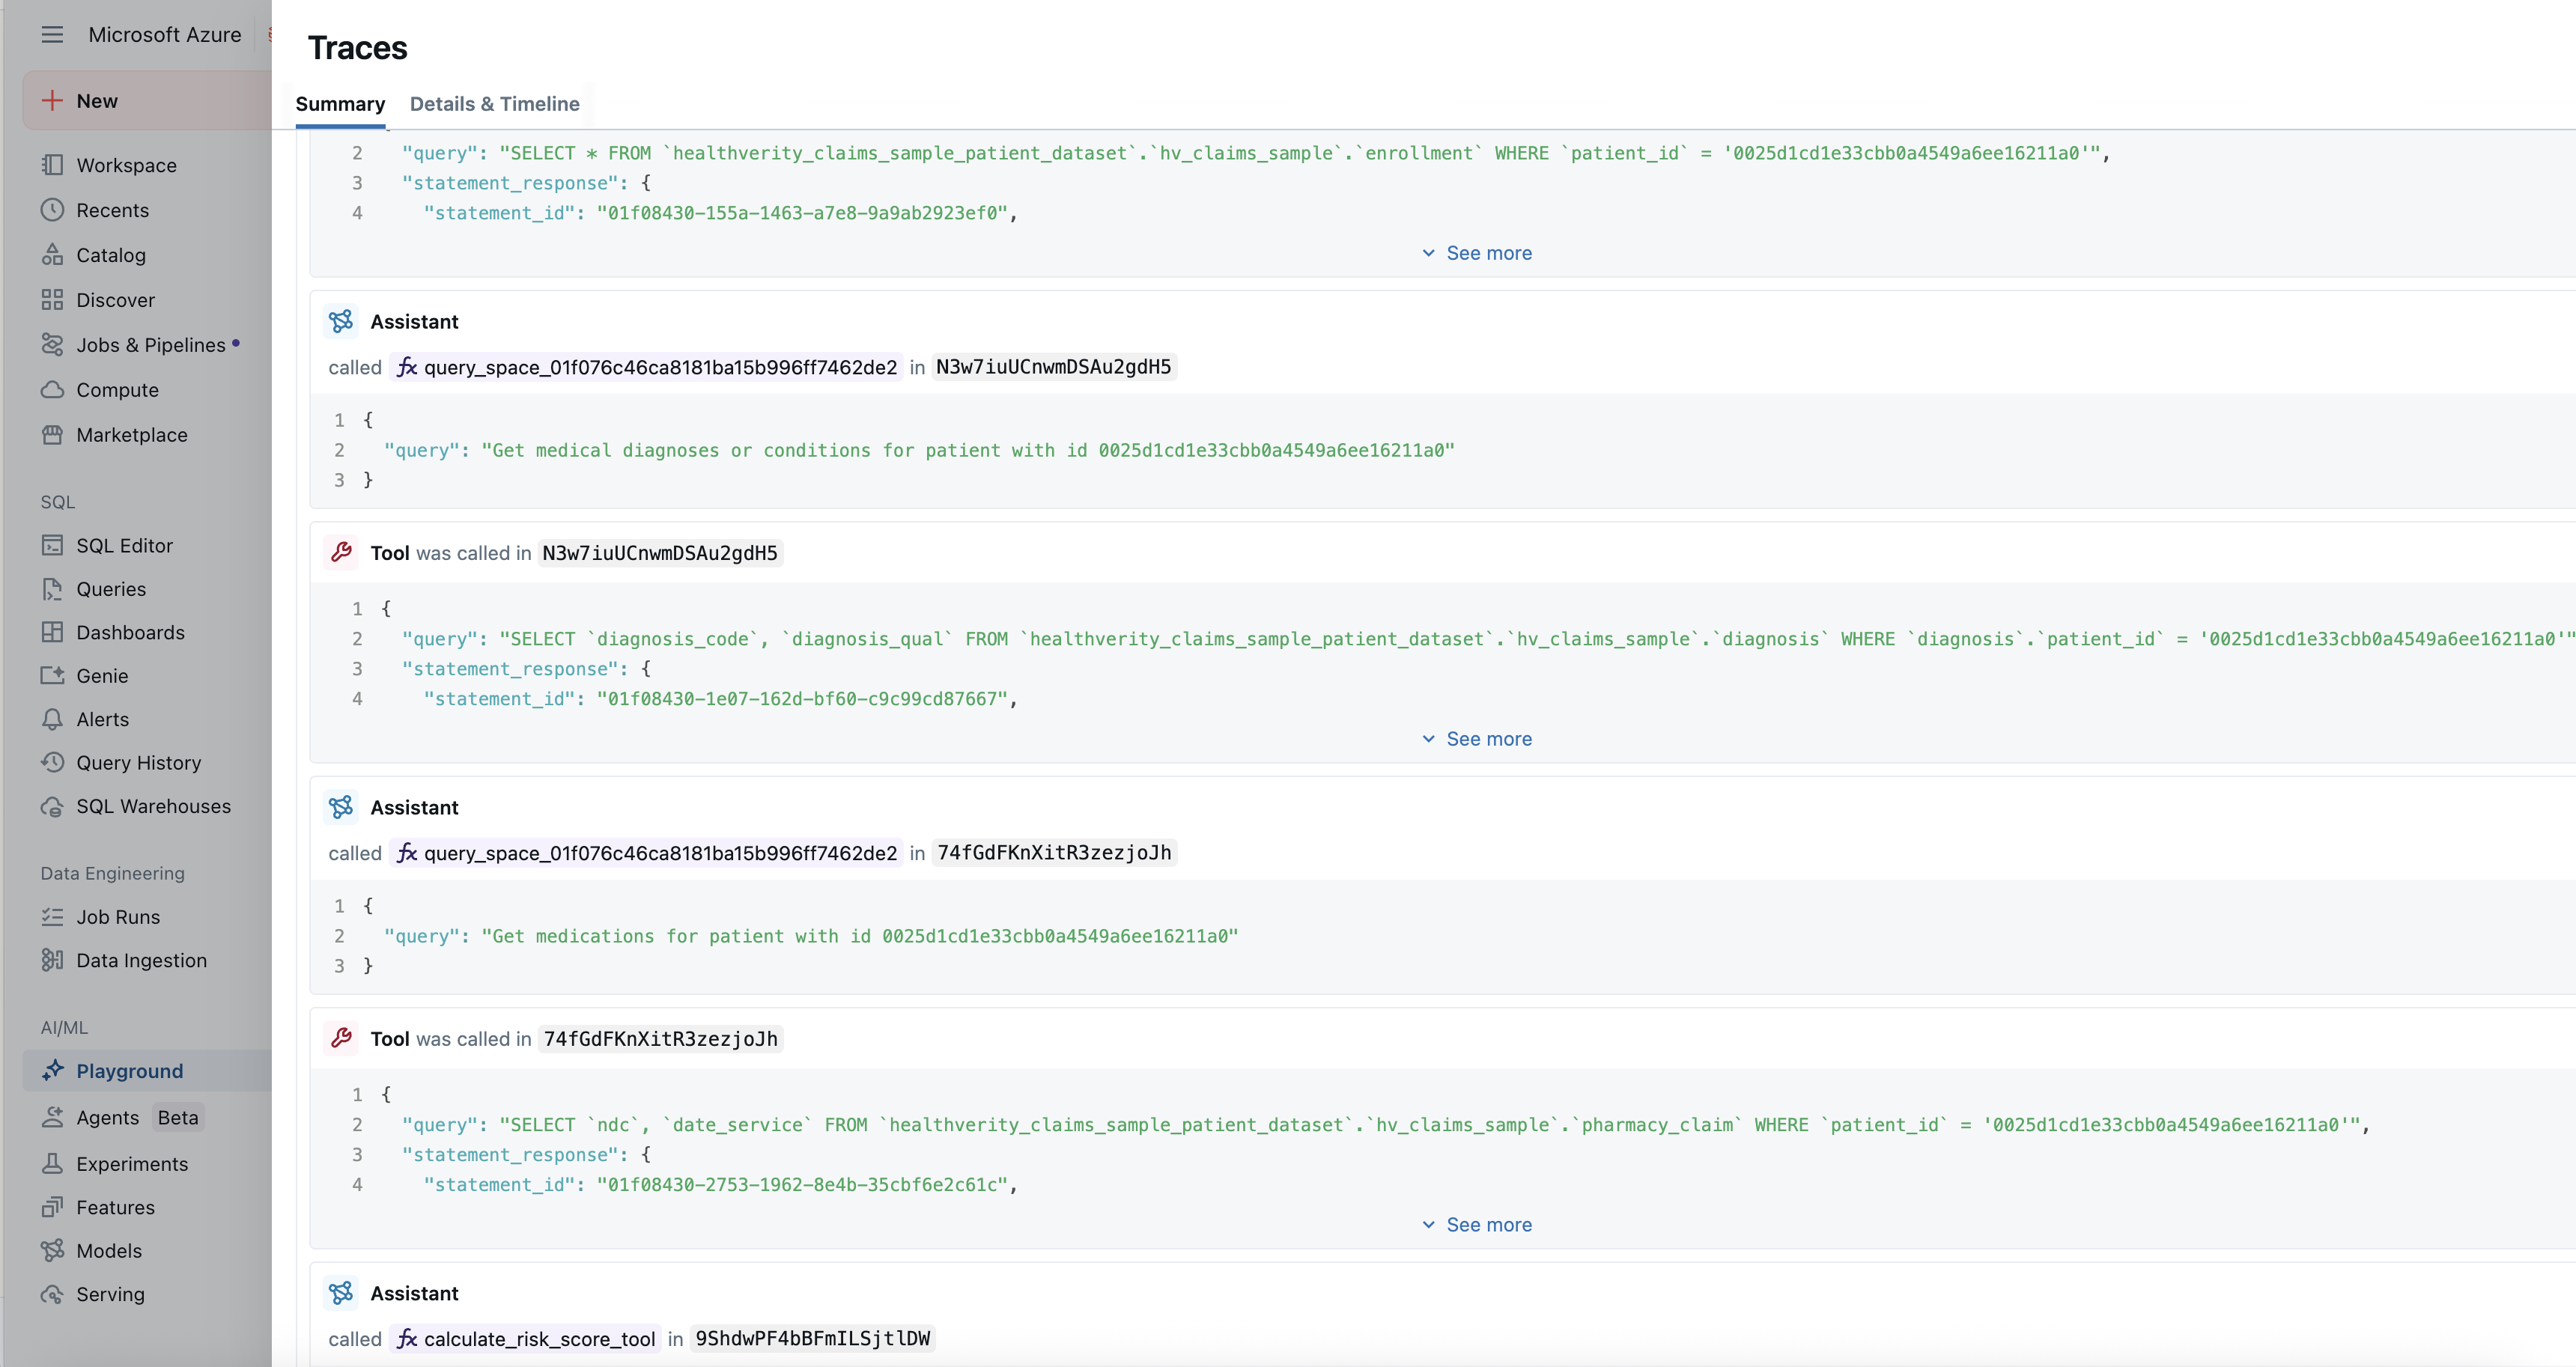 Microsoft Azure
New
Workspace
Recents
Catalog
Discover
Jobs & Pipelines
Compute
Marketplace
SQL
SQL Editor
Queries
Dashboards
Genie
Alerts
Query History
SQL Warehouses
Data Engineering
Job Runs
Data Ingestion
AI/ML
Playground
Agents Beta
Experiments
Features
Models
Serving
Traces
Summary Details & Timeline
2 "query": "SELECT * FROM `healthverity_claims_sample_patient_dataset`.`hv_claims_sample`.`enrollment` WHERE `patient_id` = '0025d1cd1e33cbb0a4549a6ee16211a0'",
3 "statement_response": {
4 "statement_id": "01f08430-155a-1463-a7e8-9a9ab2923ef0",
See more
Assistant
called fx query_space_01f076c46ca8181ba15b996ff7462de2 in N3w7iuUCnwmDSAu2gdH5
1 {
2 "query": "Get medical diagnoses or conditions for patient with id 0025d1cd1e33cbb0a4549a6ee16211a0"
3 }
Tool was called in N3w7iuUCnwmDSAu2gdH5
1 {
2 "query": "SELECT `diagnosis_code`, `diagnosis_qual` FROM `healthverity_claims_sample_patient_dataset`.`hv_claims_sample`.`diagnosis` WHERE `diagnosis`.`patient_id` = '0025d1cd1e33cbb0a4549a6ee16211a0'"
3 "statement_response": {
4 "statement_id": "01f08430-1e07-162d-bf60-c9c99cd87667",
See more
Assistant
called fx query_space_01f076c46ca8181ba15b996ff7462de2 in 74fGdFKnXitR3zezjoJh
1 {
2 "query": "Get medications for patient with id 0025d1cd1e33cbb0a4549a6ee16211a0"
3 }
Tool was called in 74fGdFKnXitR3zezjoJh
1 {
2 "query": "SELECT `ndc`, `date_service` FROM `healthverity_claims_sample_patient_dataset`.`hv_claims_sample`.`pharmacy_claim` WHERE `patient_id` = '0025d1cd1e33cbb0a4549a6ee16211a0'",
3 "statement_response": {
4 "statement_id": "01f08430-2753-1962-8e4b-35cbf6e2c61c",
See more
Assistant
called fx calculate_risk_score_tool in 9ShdwPF4bBFmILSjtlDW